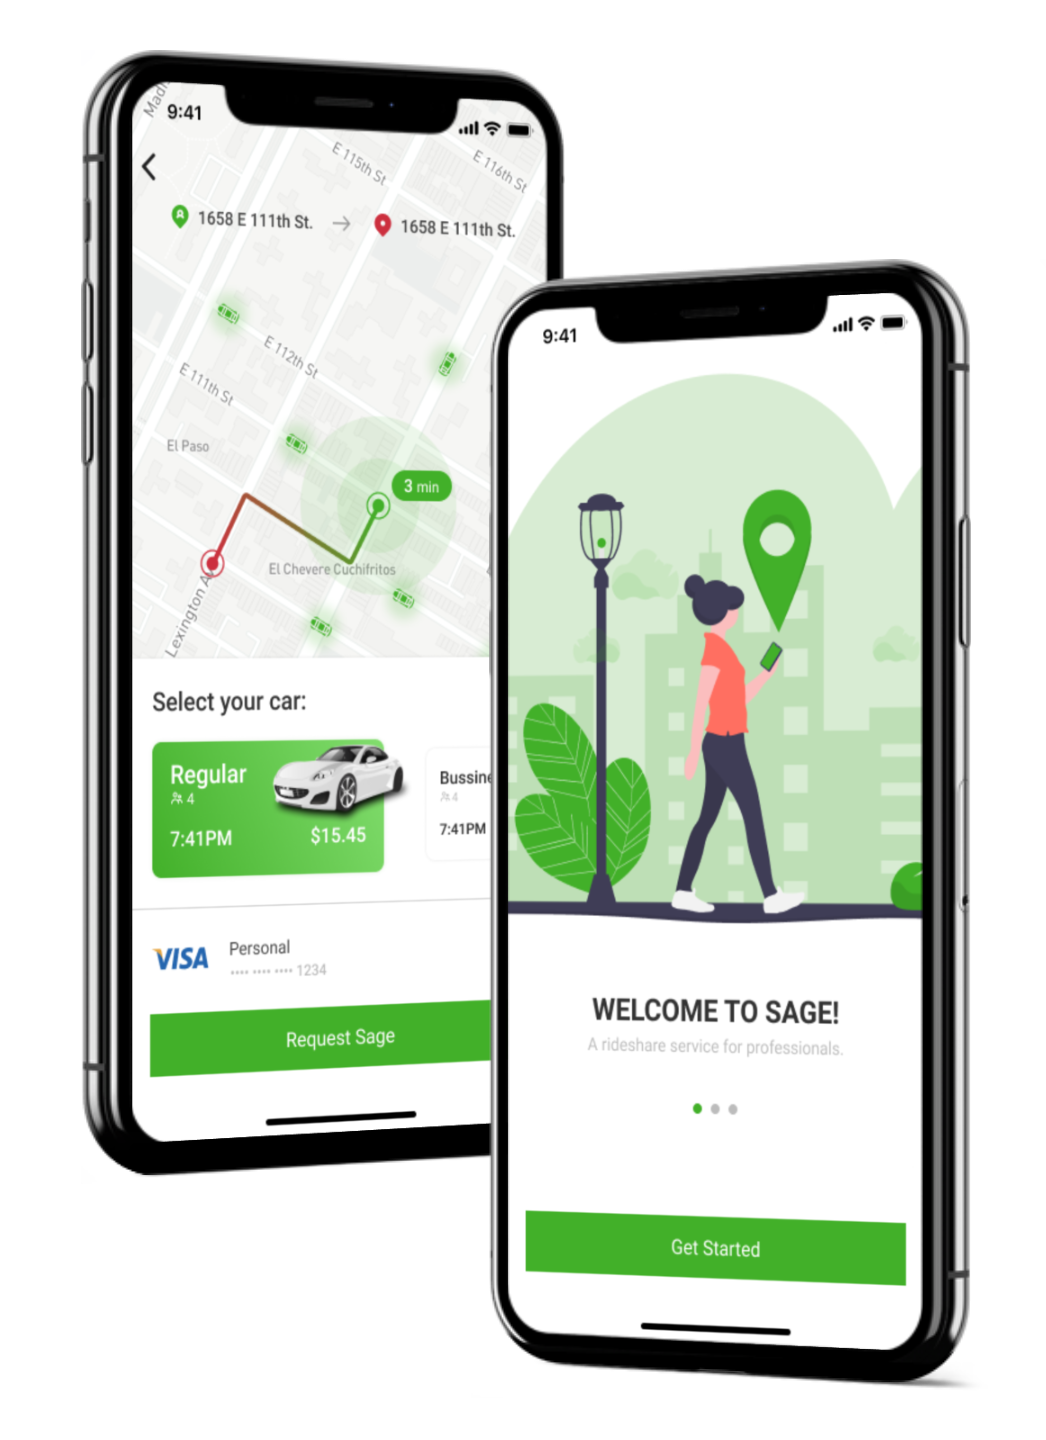 Madi
9:41
E 115th St
E 116th St
1658 E 111th St.
1658 E 111th St.
E 112th St
E 111th St
El Paso
3 min
El Chevere Cuchifritos
Lexington A
Select your car:
Regular
4
7:41PM
$15.45
Bussine
4
7:41PM
VISA
Personal
•••• •••• •••• 1234
Request Sage
9:41
WELCOME TO SAGE!
A rideshare service for professionals.
Get Started